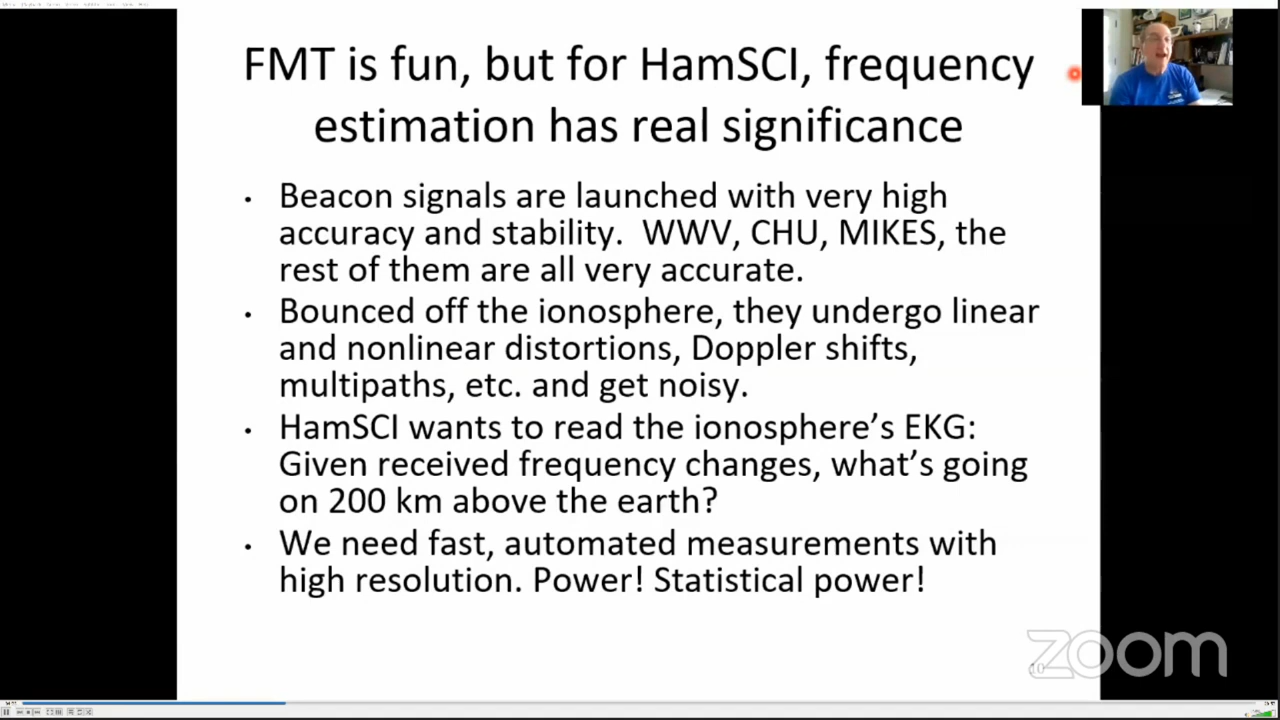 FMT is fun, but for HamSCI, frequency
estimation has real significance
• Beacon signals are launched with very high
accuracy and stability.  WWV, CHU, MIKES, the
rest of them are all very accurate.
• Bounced off the ionosphere, they undergo linear
and nonlinear distortions, Doppler shifts,
multipaths, etc. and get noisy.
• HamSCI wants to read the ionosphere’s EKG:
Given received frequency changes, what’s going
on 200 km above the earth?
• We need fast, automated measurements with
high resolution. Power! Statistical power!
10
zoom